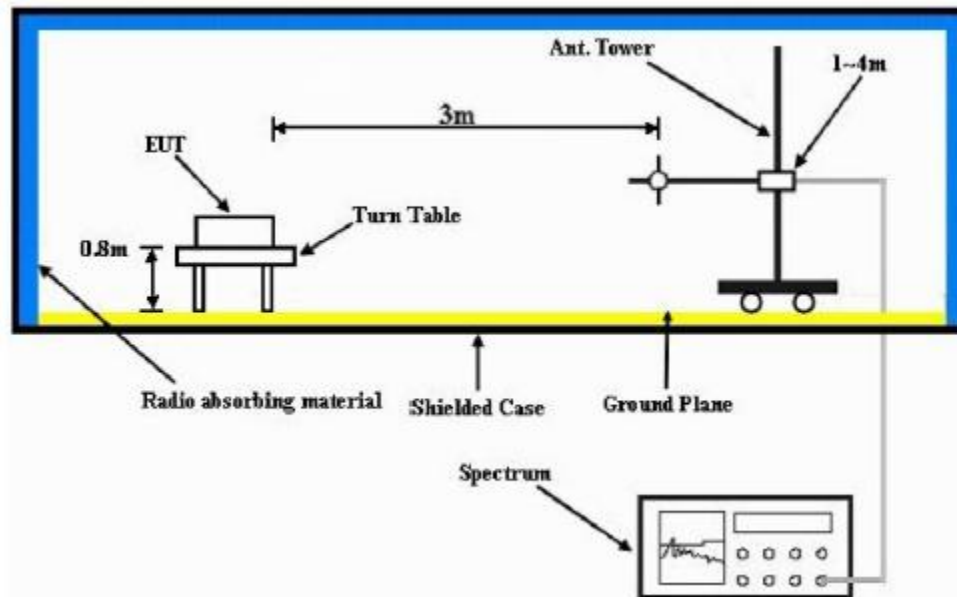 Ant. Tower
1~4m
3m
EUT
Turn Table
0.8m
Radio absorbing material
Shielded Case
Ground Plane
Spectrum